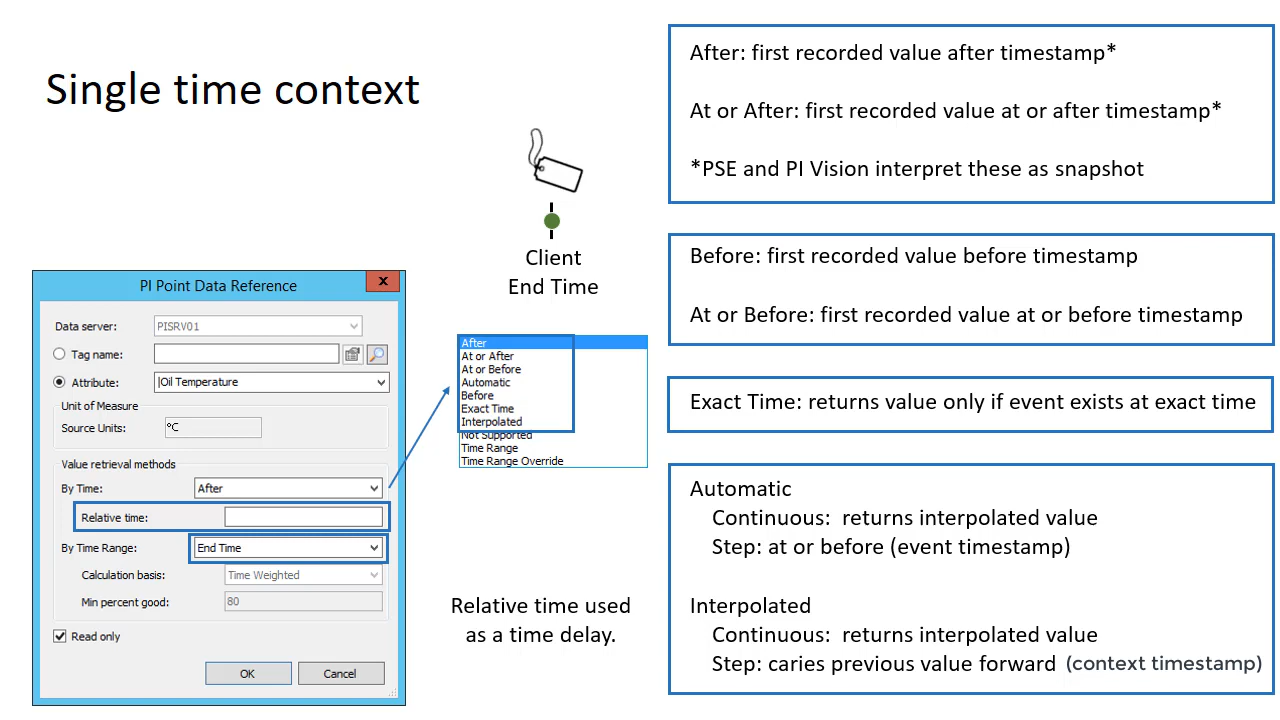 Single time context
After: first recorded value after timestamp*
At or After: first recorded value at or after timestamp*
*PSE and PI Vision interpret these as snapshot
Client
End Time
Before: first recorded value before timestamp
At or Before: first recorded value at or before timestamp
Exact Time: returns value only if event exists at exact time
Automatic
Continuous: returns interpolated value
Step: at or before (event timestamp)
Interpolated
Continuous: returns interpolated value
Step: caries previous value forward (context timestamp)
PI Point Data Reference
x
Data server: PISRV01
Tag name:
Attribute: |Oil Temperature
Unit of Measure
Source Units: °C
Value retrieval methods
By Time: After
Relative time:
By Time Range: End Time
Calculation basis: Time Weighted
Min percent good: 80
Read only
OK Cancel
After
At or After
At or Before
Automatic
Before
Exact Time
Interpolated
Not Supported
Time Range
Time Range Override
Relative time used
as a time delay.